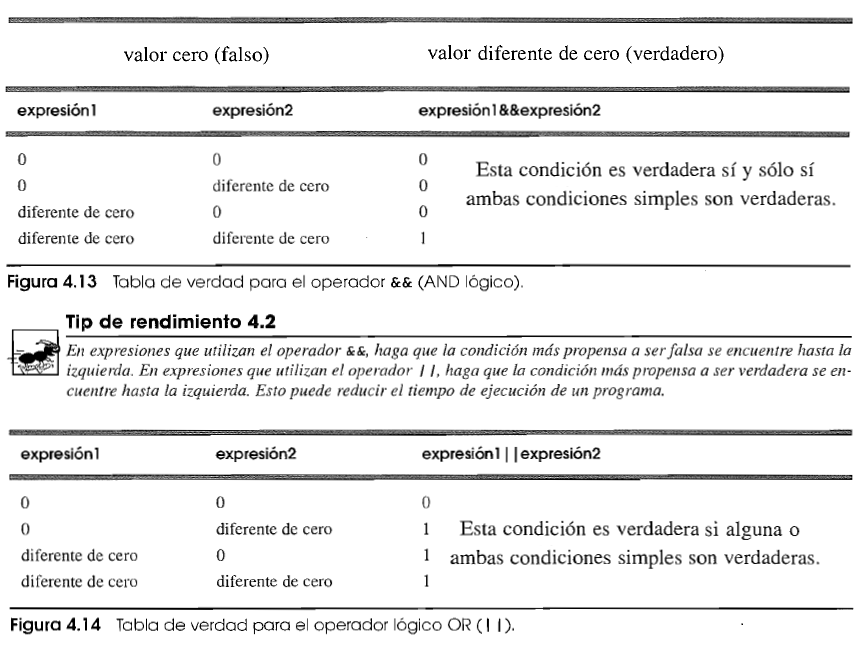 valor cero (falso) valor diferente de cero (verdadero)
expresión1 expresión2 expresión1&&expresión2
0 0 0
0 diferente de cero 0
diferente de cero 0 0
diferente de cero diferente de cero 1
Esta condición es verdadera sí y sólo sí
ambas condiciones simples son verdaderas.
Figura 4.13 Tabla de verdad para el operador && (AND lógico).
Tip de rendimiento 4.2
En expresiones que utilizan el operador &&, haga que la condición más propensa a ser falsa se encuentre hasta la
izquierda. En expresiones que utilizan el operador ||, haga que la condición más propensa a ser verdadera se en-
cuentre hasta la izquierda. Esto puede reducir el tiempo de ejecución de un programa.
expresión1 expresión2 expresión1||expresión2
0 0 0
0 diferente de cero 1
diferente de cero 0 1
diferente de cero diferente de cero 1
Esta condición es verdadera si alguna o
ambas condiciones simples son verdaderas.
Figura 4.14 Tabla de verdad para el operador lógico OR (||).